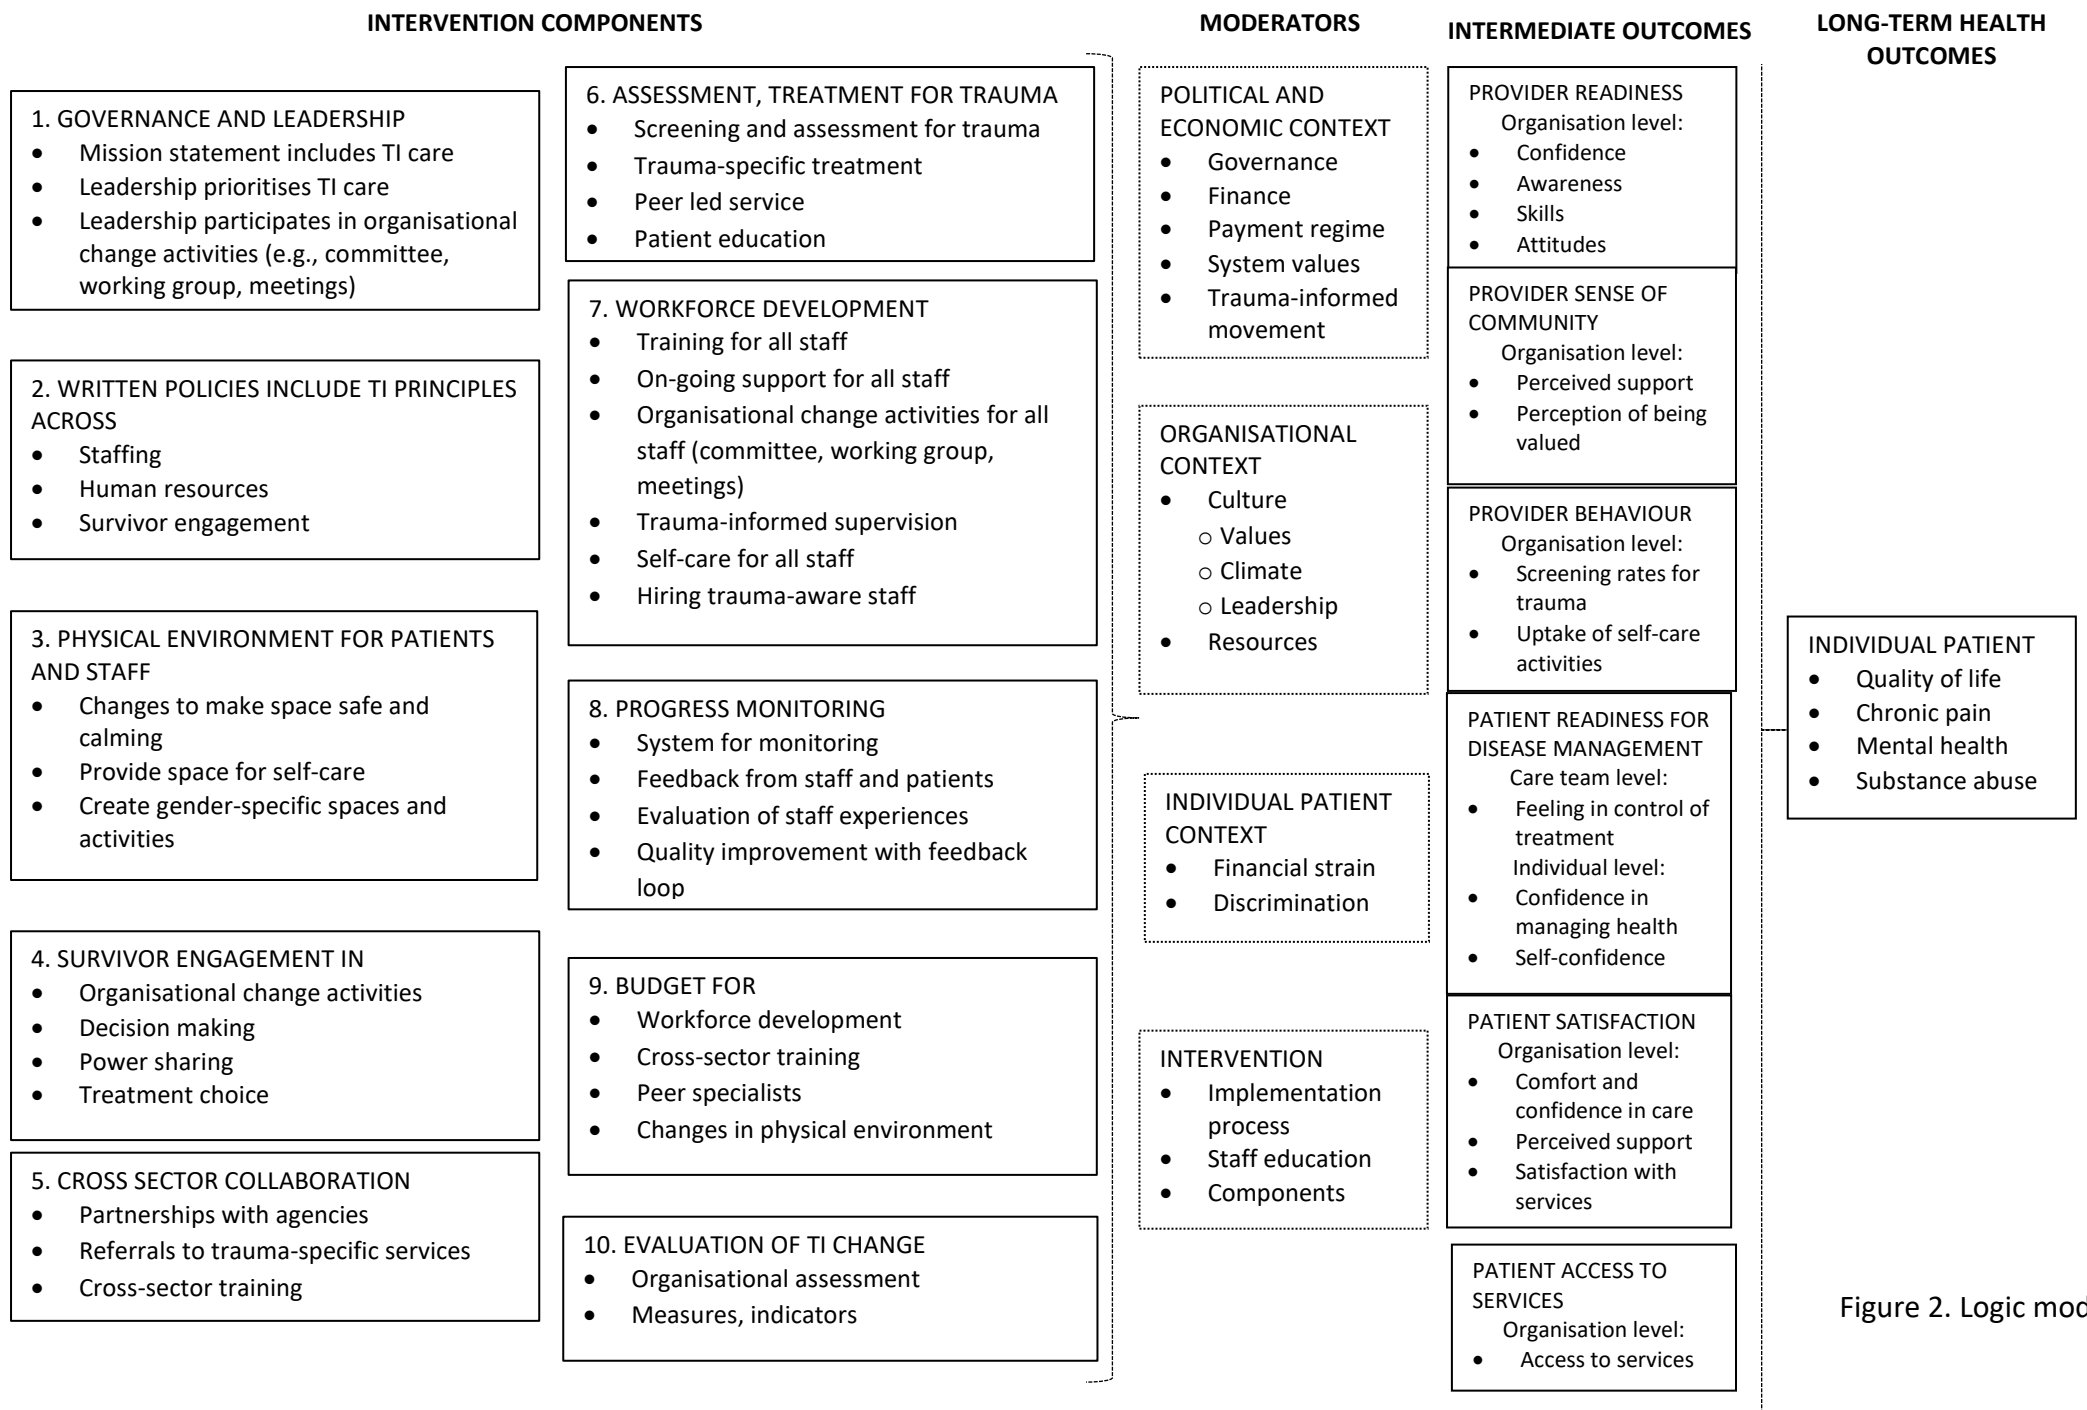 INTERVENTION COMPONENTS
1. GOVERNANCE AND LEADERSHIP
• Mission statement includes TI care
• Leadership prioritises TI care
• Leadership participates in organisational
change activities (e.g., committee,
working group, meetings)
2. WRITTEN POLICIES INCLUDE TI PRINCIPLES
ACROSS
• Staffing
• Human resources
• Survivor engagement
3. PHYSICAL ENVIRONMENT FOR PATIENTS
AND STAFF
• Changes to make space safe and
calming
• Provide space for self-care
• Create gender-specific spaces and
activities
4. SURVIVOR ENGAGEMENT IN
• Organisational change activities
• Decision making
• Power sharing
• Treatment choice
5. CROSS SECTOR COLLABORATION
• Partnerships with agencies
• Referrals to trauma-specific services
• Cross-sector training
6. ASSESSMENT, TREATMENT FOR TRAUMA
• Screening and assessment for trauma
• Trauma-specific treatment
• Peer led service
• Patient education
7. WORKFORCE DEVELOPMENT
• Training for all staff
• On-going support for all staff
• Organisational change activities for all
staff (committee, working group,
meetings)
• Trauma-informed supervision
• Self-care for all staff
• Hiring trauma-aware staff
8. PROGRESS MONITORING
• System for monitoring
• Feedback from staff and patients
• Evaluation of staff experiences
• Quality improvement with feedback
loop
9. BUDGET FOR
• Workforce development
• Cross-sector training
• Peer specialists
• Changes in physical environment
10. EVALUATION OF TI CHANGE
• Organisational assessment
• Measures, indicators
MODERATORS
POLITICAL AND
ECONOMIC CONTEXT
• Governance
• Finance
• Payment regime
• System values
• Trauma-informed
movement
ORGANISATIONAL
CONTEXT
• Culture
o Values
o Climate
o Leadership
• Resources
INDIVIDUAL PATIENT
CONTEXT
• Financial strain
• Discrimination
INTERVENTION
• Implementation
process
• Staff education
• Components
INTERMEDIATE OUTCOMES
PROVIDER READINESS
Organisation level:
• Confidence
• Awareness
• Skills
• Attitudes
PROVIDER SENSE OF
COMMUNITY
Organisation level:
• Perceived support
• Perception of being
valued
PROVIDER BEHAVIOUR
Organisation level:
• Screening rates for
trauma
• Uptake of self-care
activities
PATIENT READINESS FOR
DISEASE MANAGEMENT
Care team level:
• Feeling in control of
treatment
Individual level:
• Confidence in
managing health
• Self-confidence
PATIENT SATISFACTION
Organisation level:
• Comfort and
confidence in care
• Perceived support
• Satisfaction with
services
PATIENT ACCESS TO
SERVICES
Organisation level:
• Access to services
LONG-TERM HEALTH
OUTCOMES
INDIVIDUAL PATIENT
• Quality of life
• Chronic pain
• Mental health
• Substance abuse
Figure 2. Logic mod